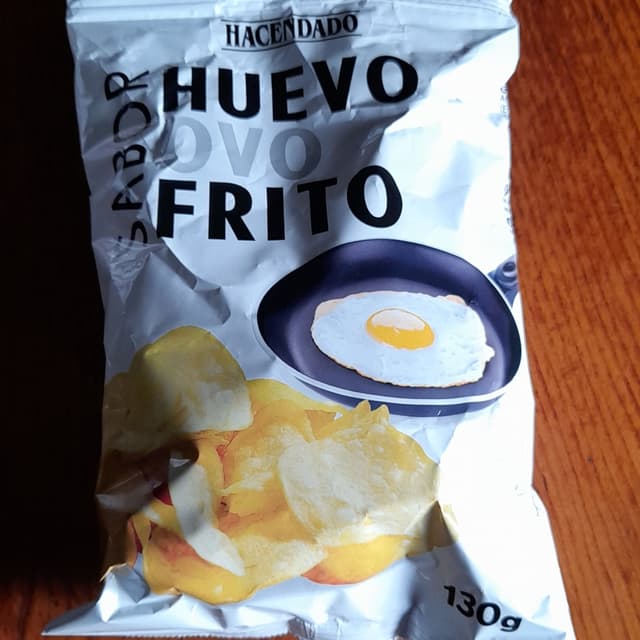 HACENDADO
SABOR
HUEVO
OVO
FRITO
130g